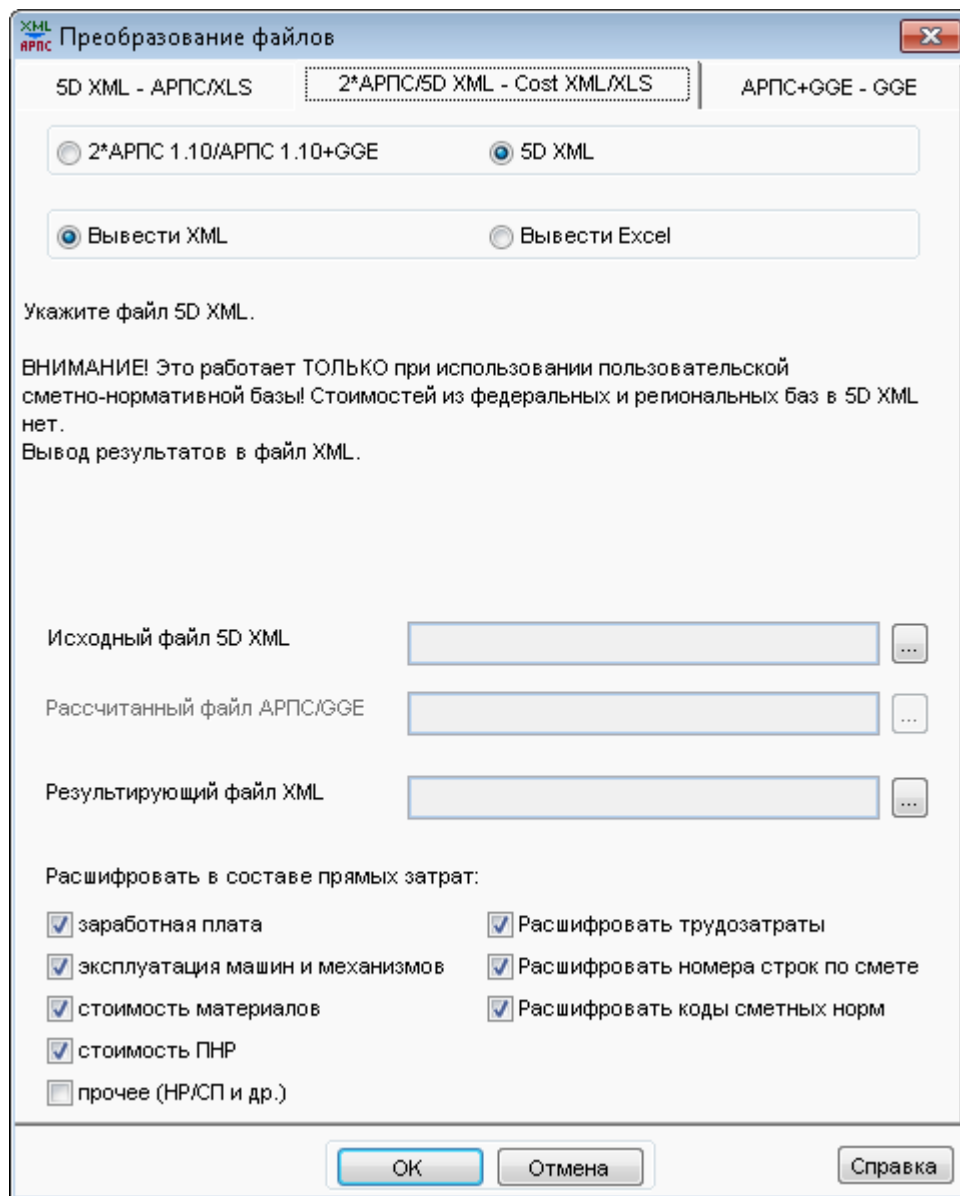 XML
АРПС
Преобразование файлов
5D XML - АРПС/XLS
2*АРПС/5D XML - Cost XML/XLS
АРПС+GGE - GGE
2*АРПС 1.10/АРПС 1.10+GGE
5D XML
Вывести XML
Вывести Excel
Укажите файл 5D XML.
ВНИМАНИЕ! Это работает ТОЛЬКО при использовании пользовательской
сметно-нормативной базы! Стоимостей из федеральных и региональных баз в 5D XML
нет.
Вывод результатов в файл XML.
Исходный файл 5D XML
...
Рассчитанный файл АРПС/GGE
...
Результирующий файл XML
...
Расшифровать в составе прямых затрат:
заработная плата
Расшифровать трудозатраты
эксплуатация машин и механизмов
Расшифровать номера строк по смете
стоимость материалов
Расшифровать коды сметных норм
стоимость ПНР
прочее (НР/СП и др.)
ОК
Отмена
Справка